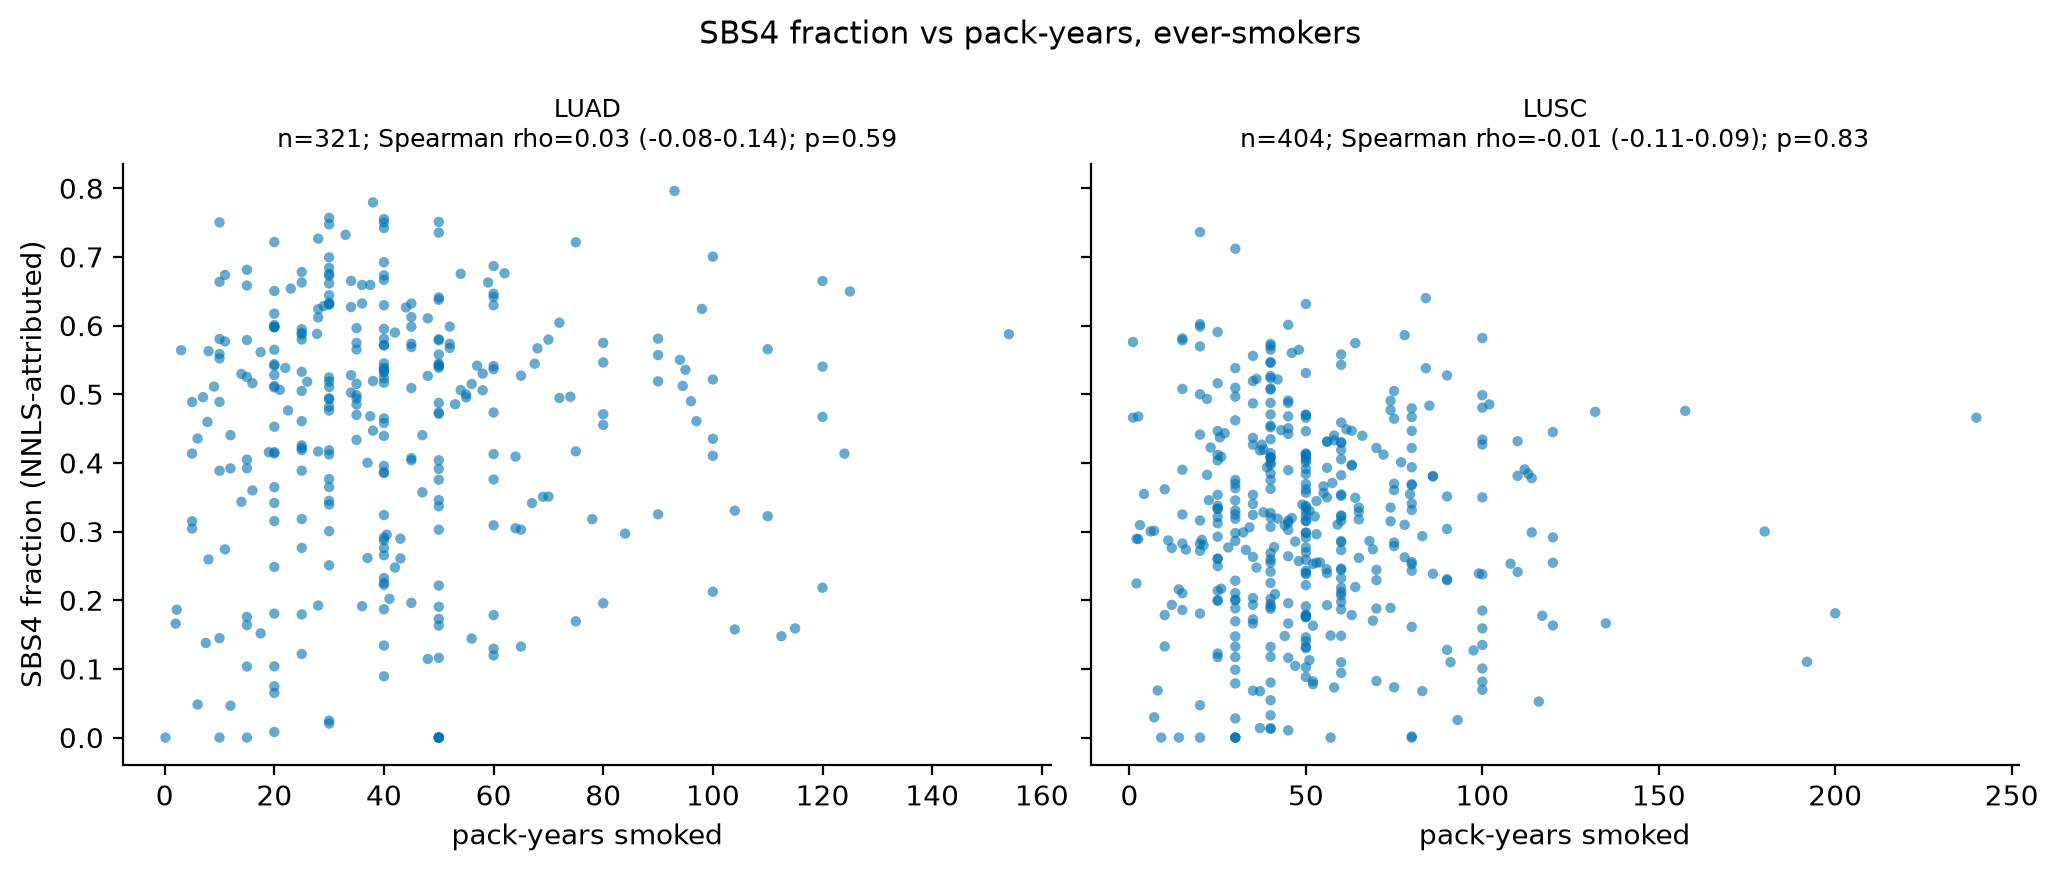 SBS4 fraction vs pack-years, ever-smokers
LUAD
n=321; Spearman rho=0.03 (-0.08-0.14); p=0.59
LUSC
n=404; Spearman rho=-0.01 (-0.11-0.09); p=0.83
SBS4 fraction (NNLS-attributed)
0.8
0.7
0.6
0.5
0.4
0.3
0.2
0.1
0.0
0 20 40 60 80 100 120 140 160
pack-years smoked
0 50 100 150 200 250
pack-years smoked